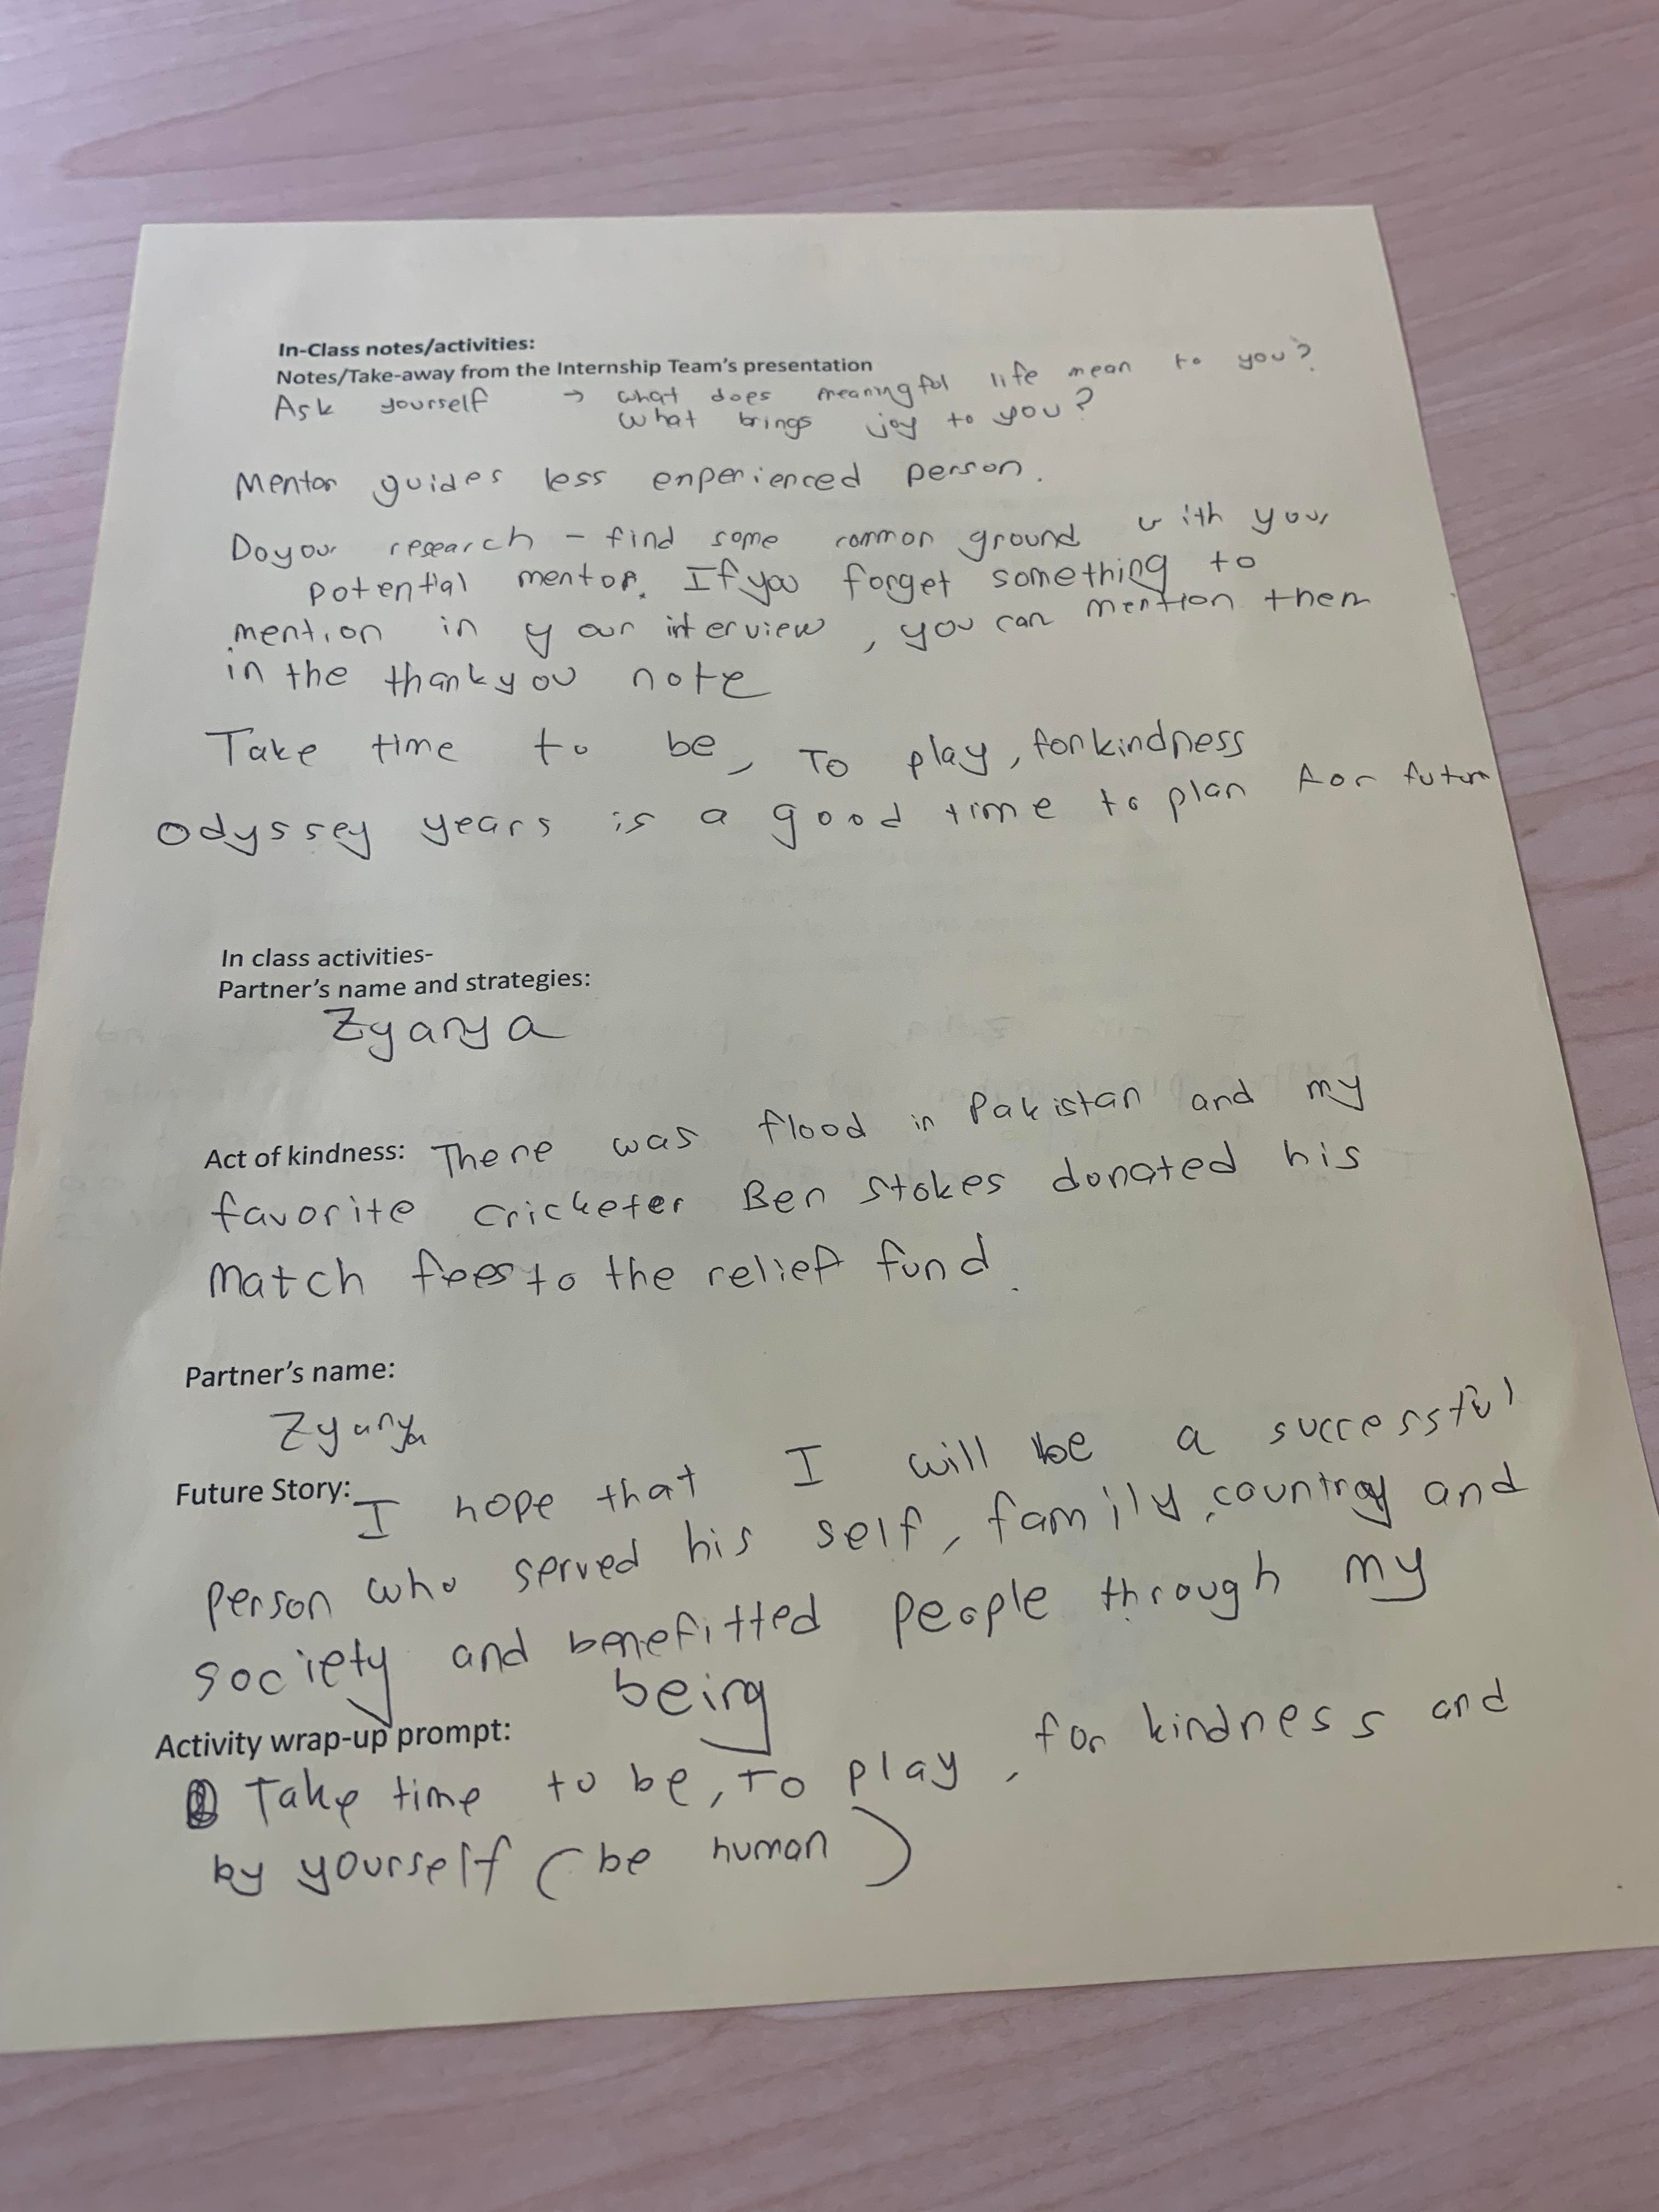 In-Class notes/activities:
Notes/Take-away from the Internship Team's presentation
Ask yourself → what does meaningful life mean to you?
what brings joy to you?
Mentor guides less enperienced person.
Do your research - find some common ground with your
potential mentor. If you forget something to
mention in your interview, you can mention them
in the thankyou note
Take time to be, To play, for kindness
odyssey years is a good time to plan for future
In class activities-
Partner's name and strategies:
Zyanya
Act of kindness: There was flood in Pakistan and my
favorite cricketer Ben Stokes donated his
match fees to the relief fund.
Partner's name:
Zyanya
Future Story: I hope that I will be a successful
person who served his self, family, country and
society and benefitted people through my
being
Activity wrap-up prompt:
Take time to be, To play, for kindness and
by yourself (be human)